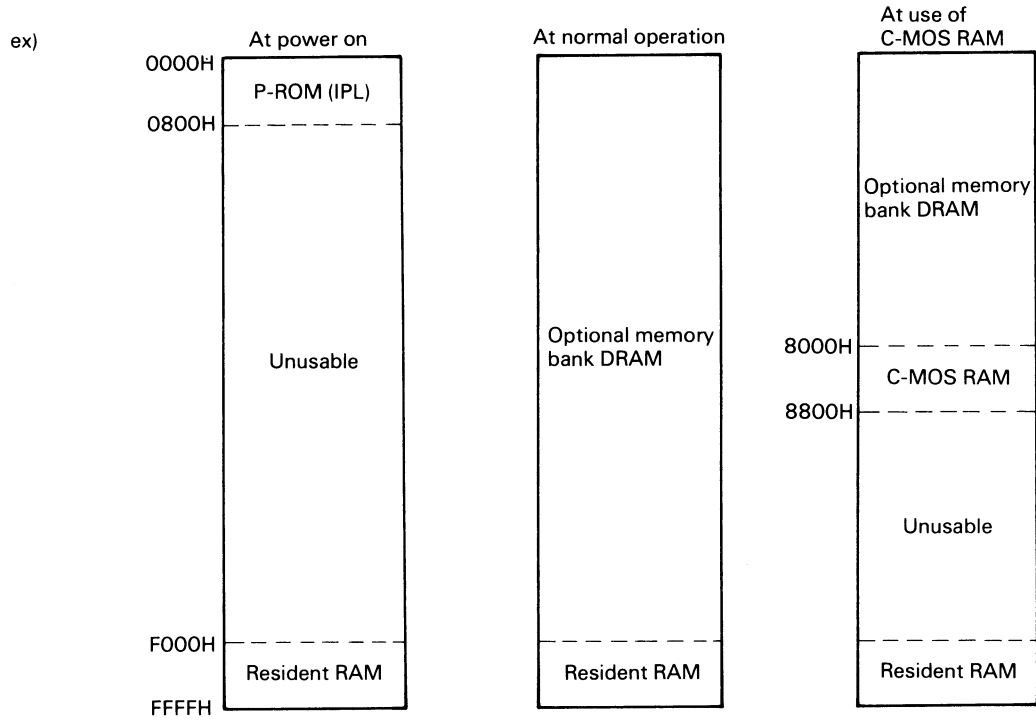 ex)
At power on
0000H
P-ROM (IPL)
0800H
Unusable
F000H
Resident RAM
FFFFH
At normal operation
Optional memory
bank DRAM
Resident RAM
At use of
C-MOS RAM
Optional memory
bank DRAM
8000H
C-MOS RAM
8800H
Unusable
Resident RAM